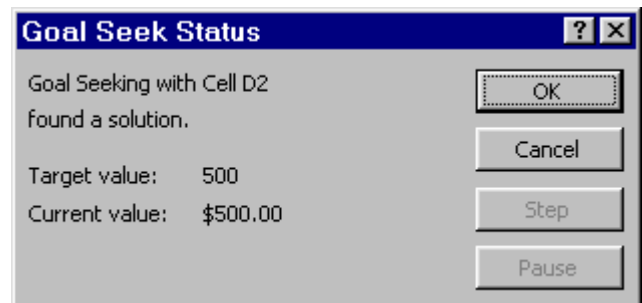 Goal Seek Status
Goal Seeking with Cell D2
found a solution.
Target value: 500
Current value: $500.00
OK
Cancel
Step
Pause